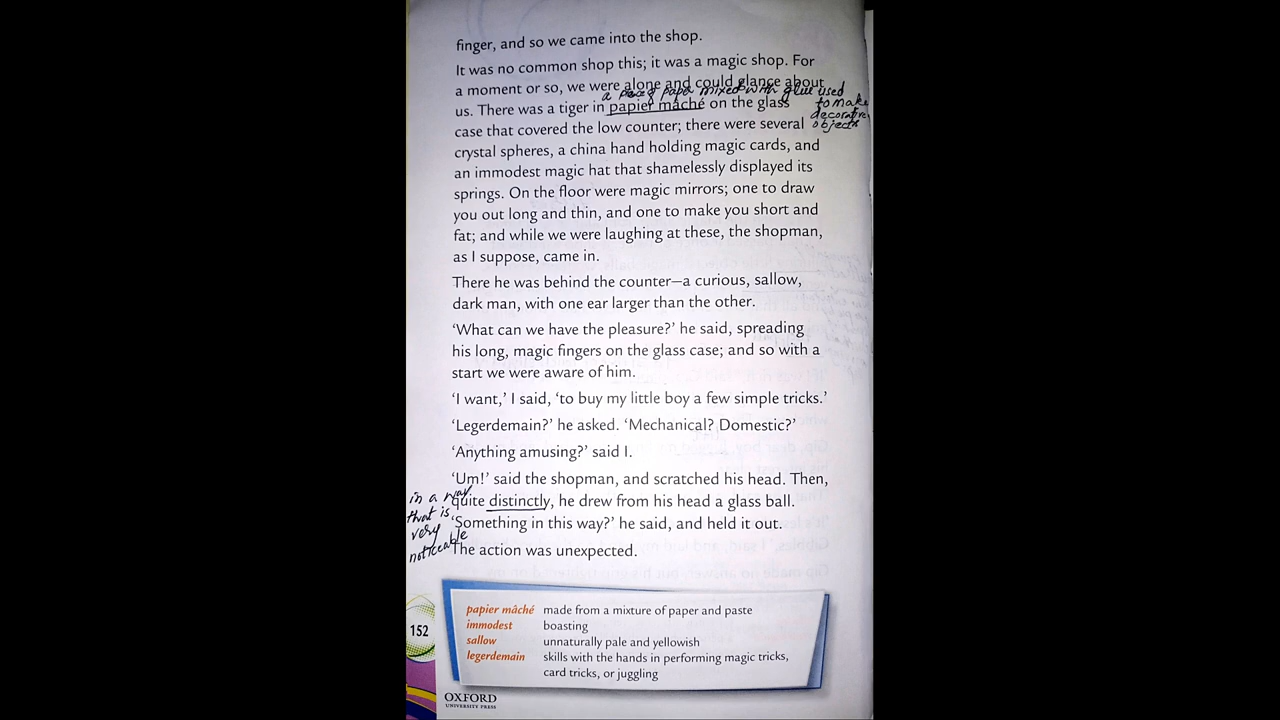 finger, and so we came into the shop.
It was no common shop this; it was a magic shop. For
a moment or so, we were alone and could glance about
a piece of paper mixed with glue used
to make
decorative
objects
us. There was a tiger in papier mâché on the glass
case that covered the low counter; there were several
crystal spheres, a china hand holding magic cards, and
an immodest magic hat that shamelessly displayed its
springs. On the floor were magic mirrors; one to draw
you out long and thin, and one to make you short and
fat; and while we were laughing at these, the shopman,
as I suppose, came in.
There he was behind the counter—a curious, sallow,
dark man, with one ear larger than the other.
‘What can we have the pleasure?’ he said, spreading
his long, magic fingers on the glass case; and so with a
start we were aware of him.
‘I want,’ I said, ‘to buy my little boy a few simple tricks.’
‘Legerdemain?’ he asked. ‘Mechanical? Domestic?’
‘Anything amusing?’ said I.
‘Um!’ said the shopman, and scratched his head. Then,
quite distinctly, he drew from his head a glass ball.
in a way
that is
very
noticeable
‘Something in this way?’ he said, and held it out.
The action was unexpected.
papier mâché made from a mixture of paper and paste
immodest boasting
sallow unnaturally pale and yellowish
legerdemain skills with the hands in performing magic tricks,
card tricks, or juggling
152
OXFORD
UNIVERSITY PRESS